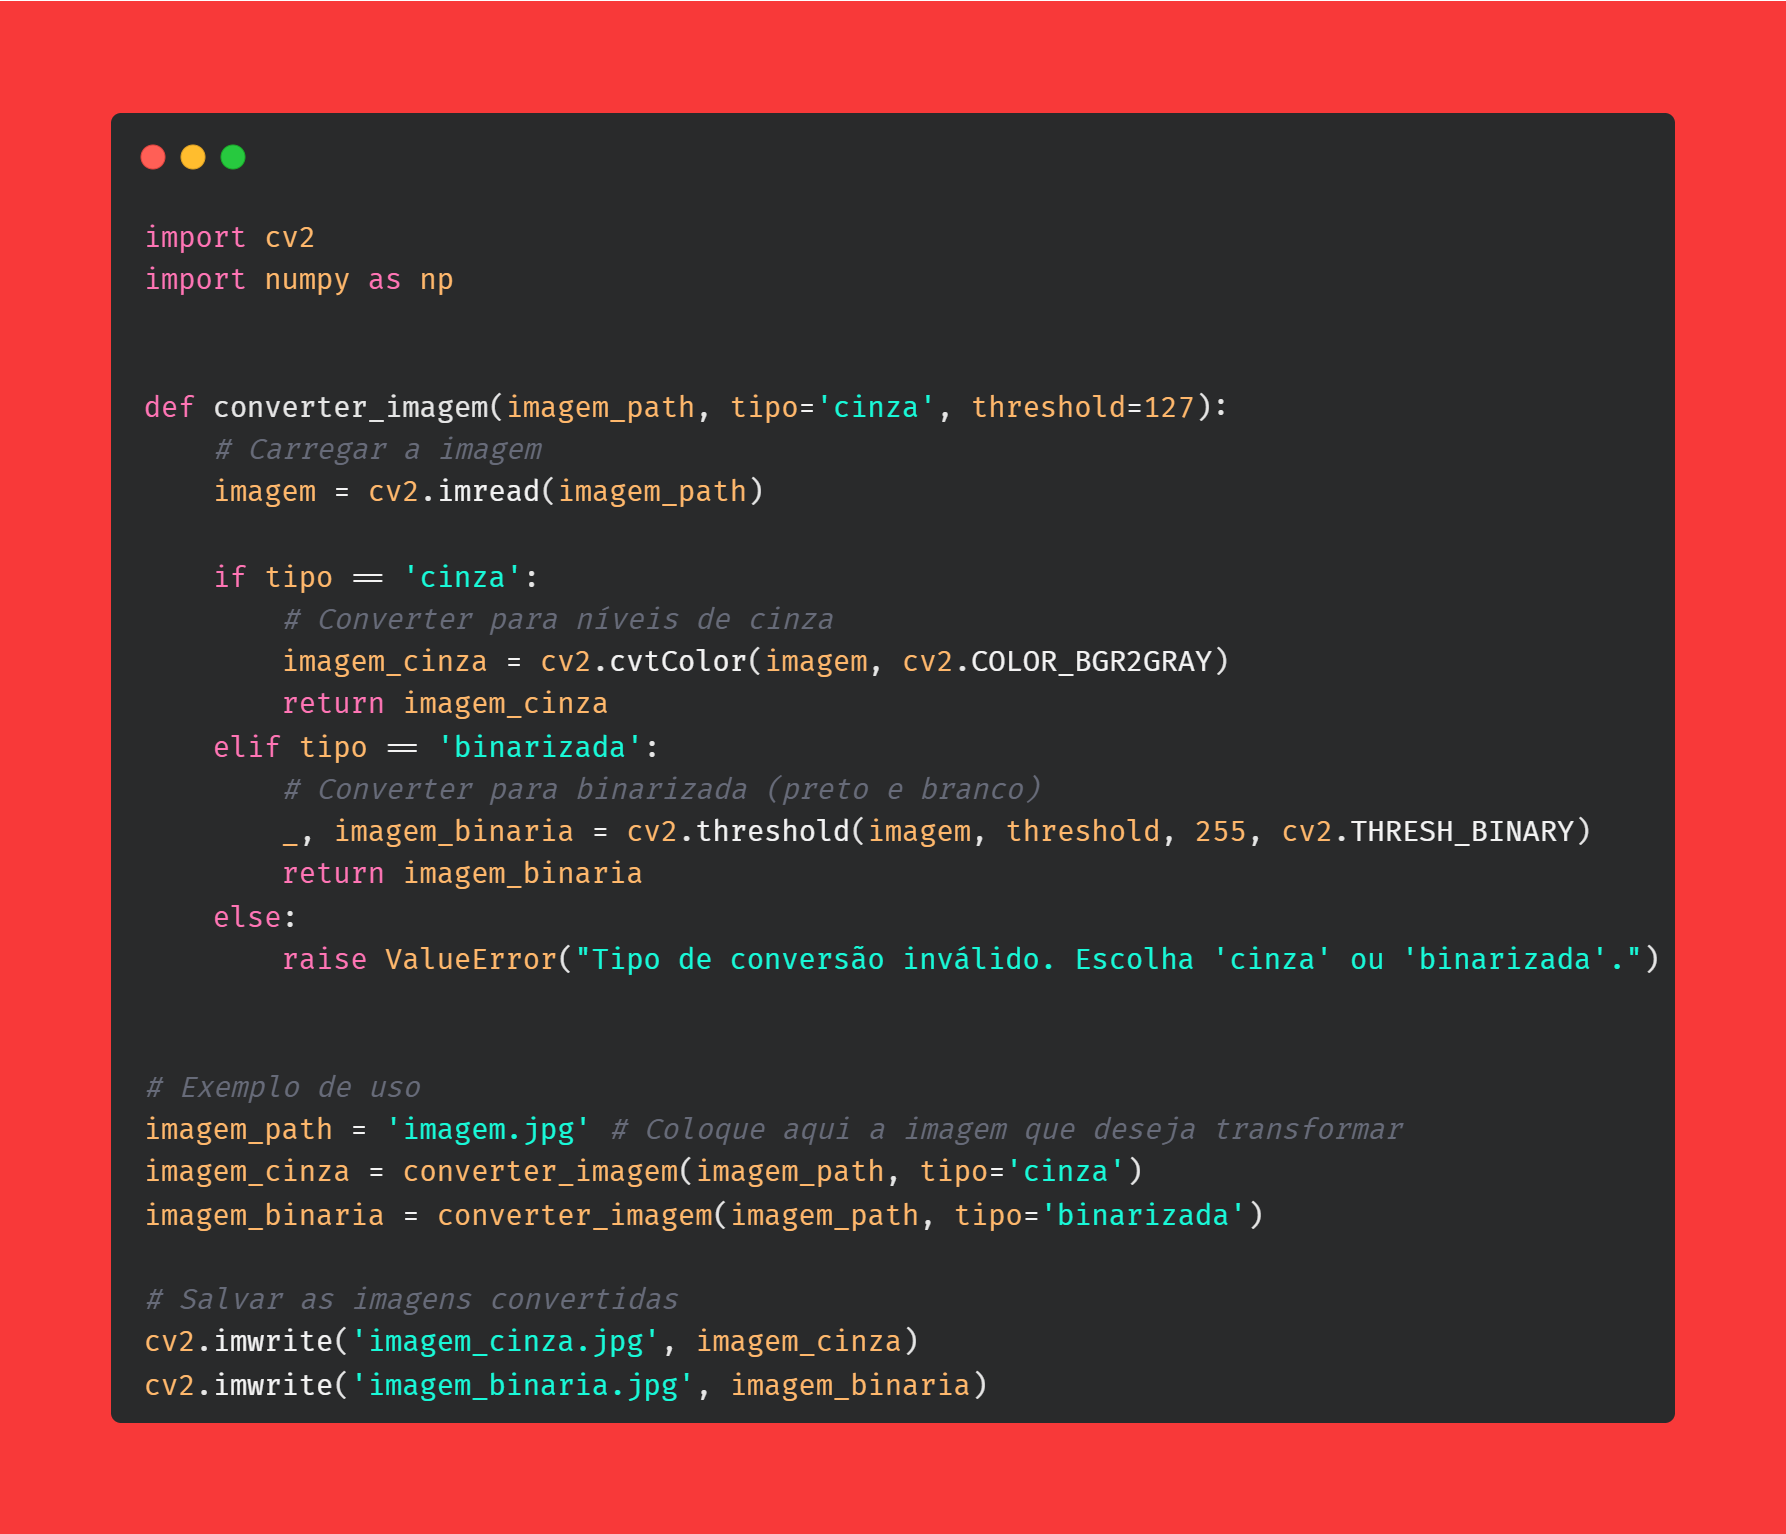 import cv2
import numpy as np
def converter_imagem(imagem_path, tipo='cinza', threshold=127):
    # Carregar a imagem
    imagem = cv2.imread(imagem_path)
    if tipo == 'cinza':
        # Converter para níveis de cinza
        imagem_cinza = cv2.cvtColor(imagem, cv2.COLOR_BGR2GRAY)
        return imagem_cinza
    elif tipo == 'binarizada':
        # Converter para binarizada (preto e branco)
        _, imagem_binaria = cv2.threshold(imagem, threshold, 255, cv2.THRESH_BINARY)
        return imagem_binaria
    else:
        raise ValueError("Tipo de conversão inválido. Escolha 'cinza' ou 'binarizada'.")
# Exemplo de uso
imagem_path = 'imagem.jpg' # Coloque aqui a imagem que deseja transformar
imagem_cinza = converter_imagem(imagem_path, tipo='cinza')
imagem_binaria = converter_imagem(imagem_path, tipo='binarizada')
# Salvar as imagens convertidas
cv2.imwrite('imagem_cinza.jpg', imagem_cinza)
cv2.imwrite('imagem_binaria.jpg', imagem_binaria)